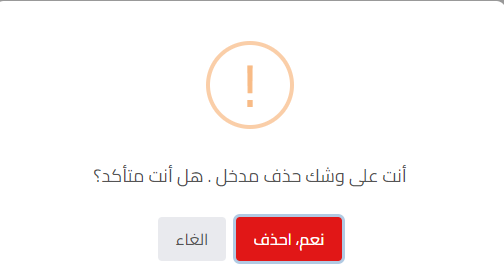 !
أنت على وشك حذف مدخل . هل أنت متأكد؟
نعم، احذف
الغاء